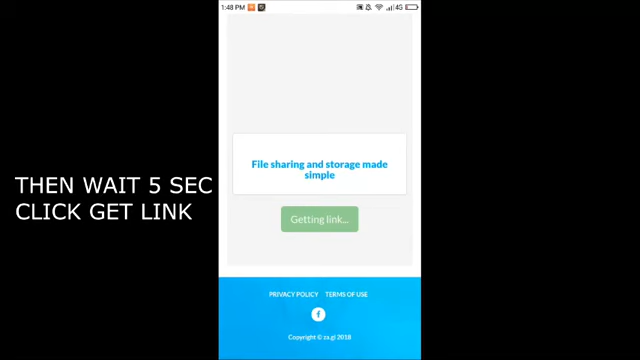 1:48 PM
4G
File sharing and storage made
simple
THEN WAIT 5 SEC
CLICK GET LINK
Getting link...
PRIVACY POLICY TERMS OF USE
f
Copyright © za.gl 2018